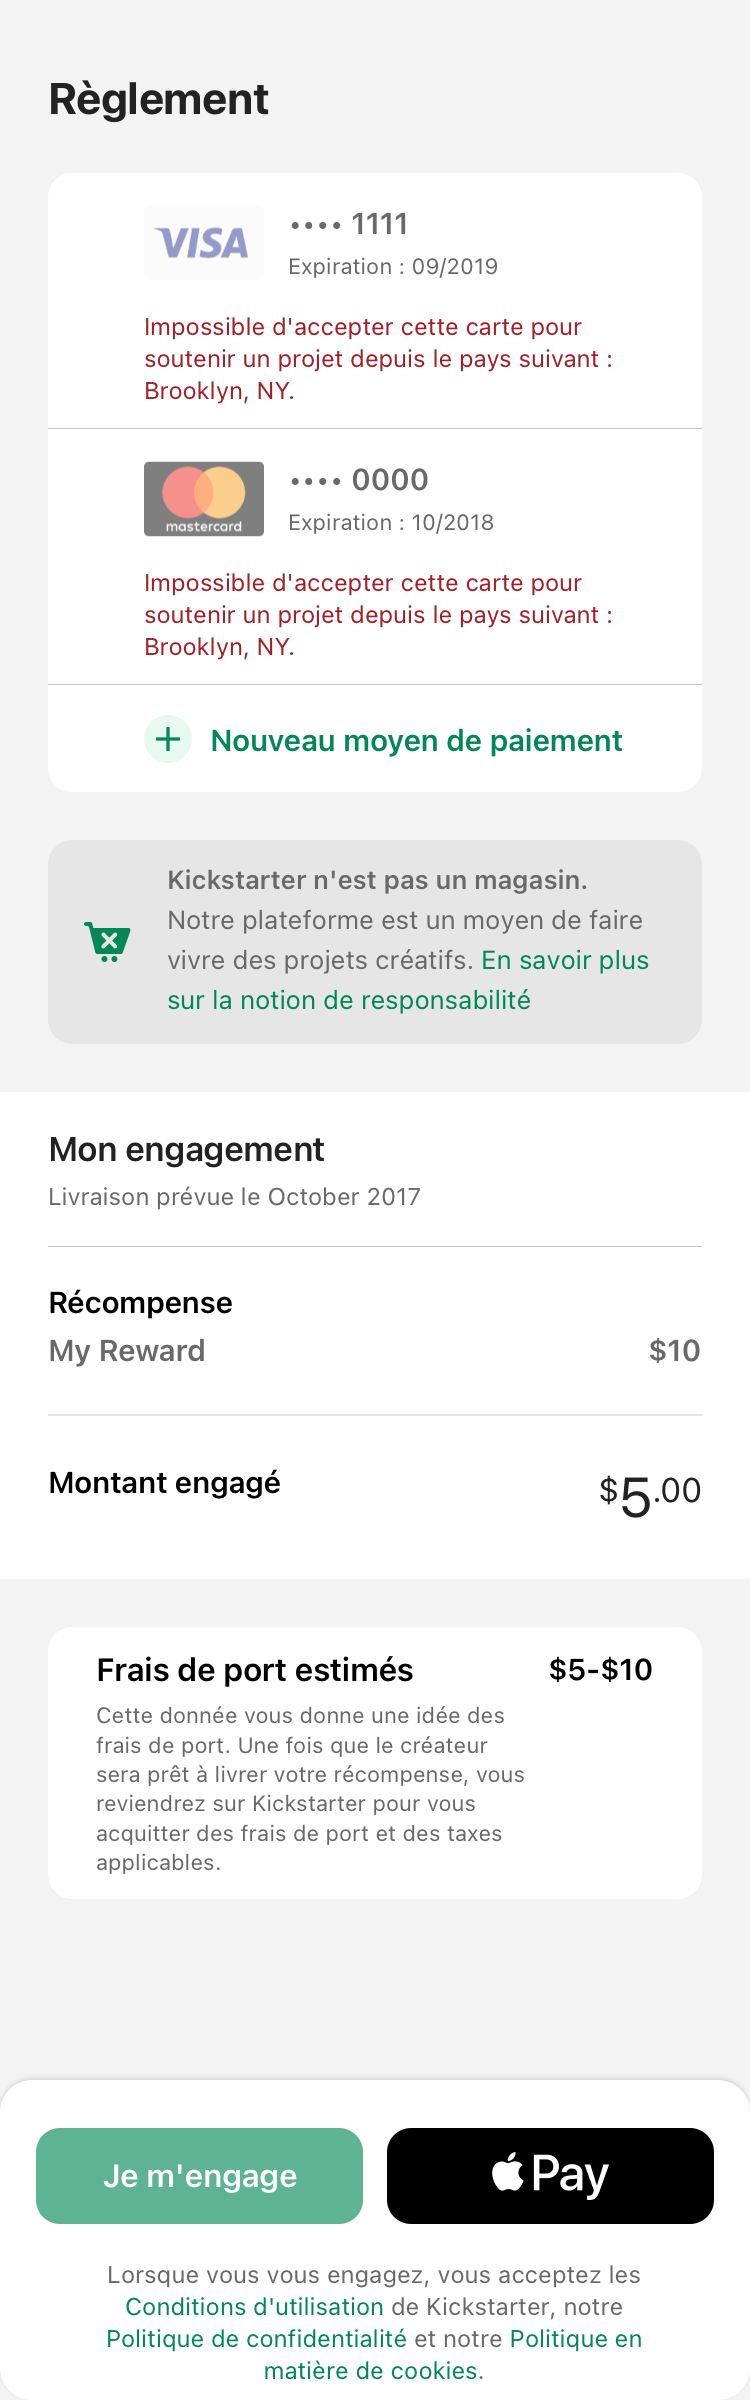 Règlement
VISA
•••• 1111
Expiration : 09/2019
Impossible d'accepter cette carte pour
soutenir un projet depuis le pays suivant :
Brooklyn, NY.
mastercard
•••• 0000
Expiration : 10/2018
Impossible d'accepter cette carte pour
soutenir un projet depuis le pays suivant :
Brooklyn, NY.
+ Nouveau moyen de paiement
Kickstarter n'est pas un magasin.
Notre plateforme est un moyen de faire
vivre des projets créatifs. En savoir plus
sur la notion de responsabilité
Mon engagement
Livraison prévue le October 2017
Récompense
My Reward $10
Montant engagé $5.00
Frais de port estimés $5-$10
Cette donnée vous donne une idée des
frais de port. Une fois que le créateur
sera prêt à livrer votre récompense, vous
reviendrez sur Kickstarter pour vous
acquitter des frais de port et des taxes
applicables.
Je m'engage
Pay
Lorsque vous vous engagez, vous acceptez les
Conditions d'utilisation de Kickstarter, notre
Politique de confidentialité et notre Politique en
matière de cookies.